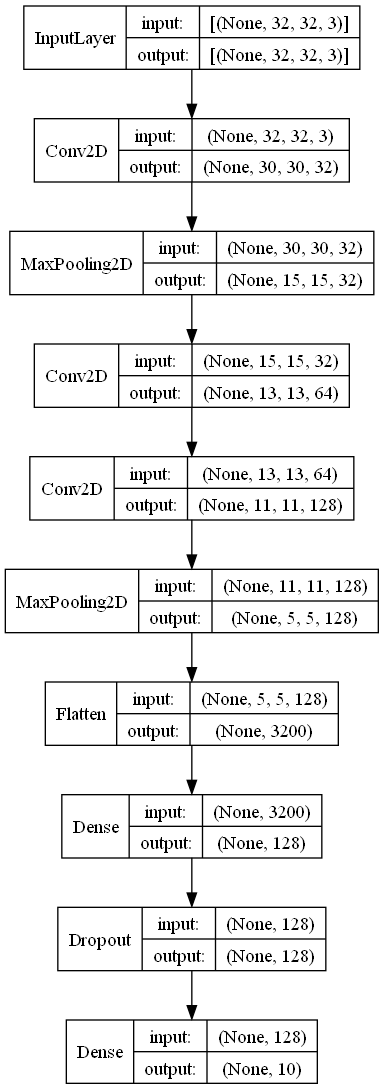 InputLayer
input: [(None, 32, 32, 3)]
output: [(None, 32, 32, 3)]
Conv2D
input: (None, 32, 32, 3)
output: (None, 30, 30, 32)
MaxPooling2D
input: (None, 30, 30, 32)
output: (None, 15, 15, 32)
Conv2D
input: (None, 15, 15, 32)
output: (None, 13, 13, 64)
Conv2D
input: (None, 13, 13, 64)
output: (None, 11, 11, 128)
MaxPooling2D
input: (None, 11, 11, 128)
output: (None, 5, 5, 128)
Flatten
input: (None, 5, 5, 128)
output: (None, 3200)
Dense
input: (None, 3200)
output: (None, 128)
Dropout
input: (None, 128)
output: (None, 128)
Dense
input: (None, 128)
output: (None, 10)